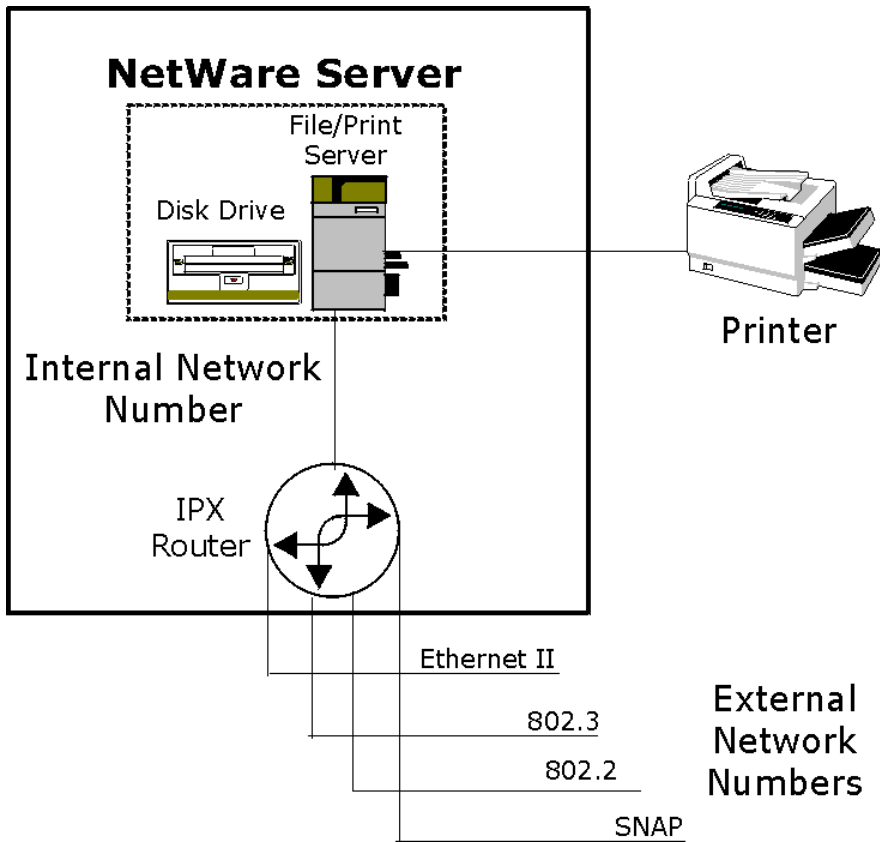 NetWare Server
File/Print
Server
Disk Drive
Printer
Internal Network
Number
IPX
Router
Ethernet II
802.3
802.2
SNAP
External
Network
Numbers